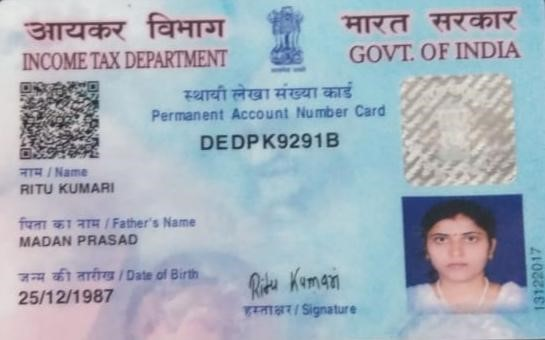 आयकर विभाग
INCOME TAX DEPARTMENT
भारत सरकार
GOVT. OF INDIA
स्थायी लेखा संख्या कार्ड
Permanent Account Number Card
DEDPK9291B
नाम / Name
RITU KUMARI
पिता का नाम / Father's Name
MADAN PRASAD
जन्म की तारीख / Date of Birth
25/12/1987
Ritu Kumari
हस्ताक्षर / Signature
13122017